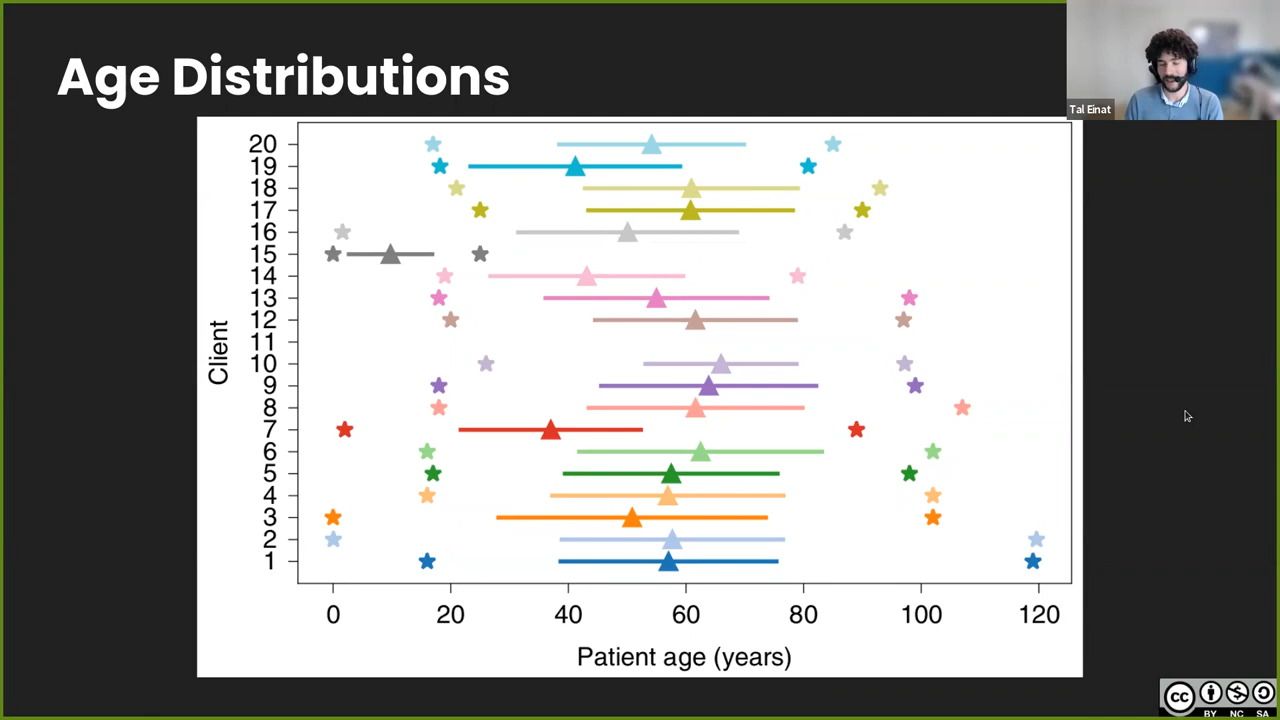 Age Distributions
Tal Einat
20
19
18
17
16
15
14
13
12
11
10
9
8
7
6
5
4
3
2
1
Client
0 20 40 60 80 100 120
Patient age (years)
cc
BY NC SA